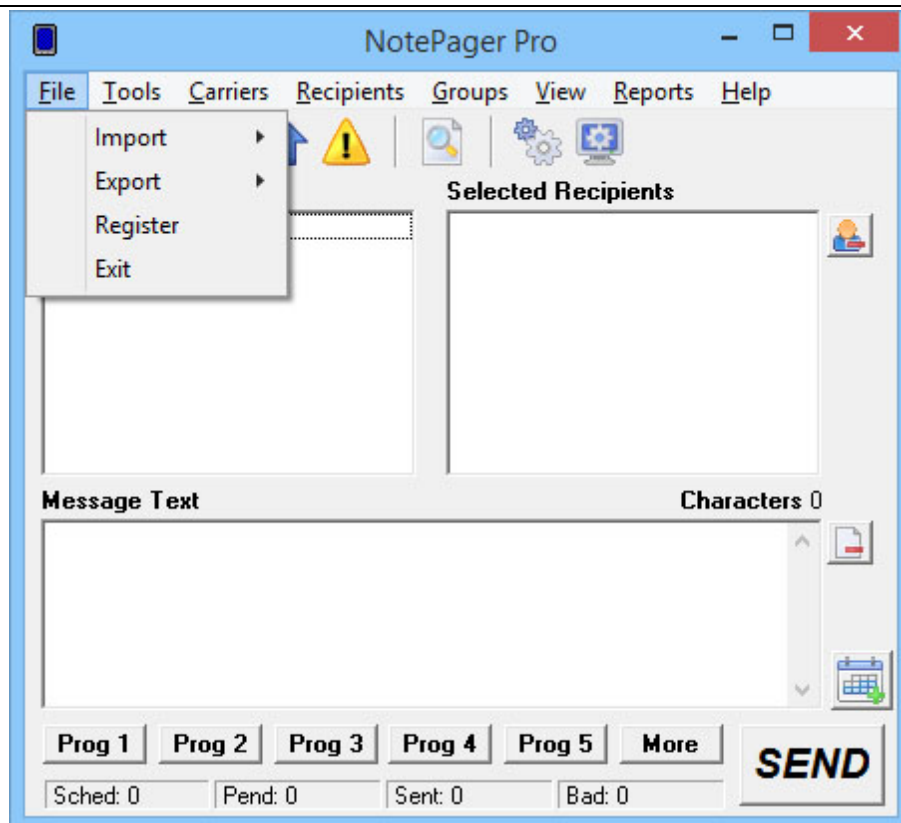 NotePager Pro
File Tools Carriers Recipients Groups View Reports Help
Import
Export
Selected Recipients
Register
Exit
Message Text Characters 0
Prog 1 Prog 2 Prog 3 Prog 4 Prog 5 More
SEND
Sched: 0 Pend: 0 Sent: 0 Bad: 0